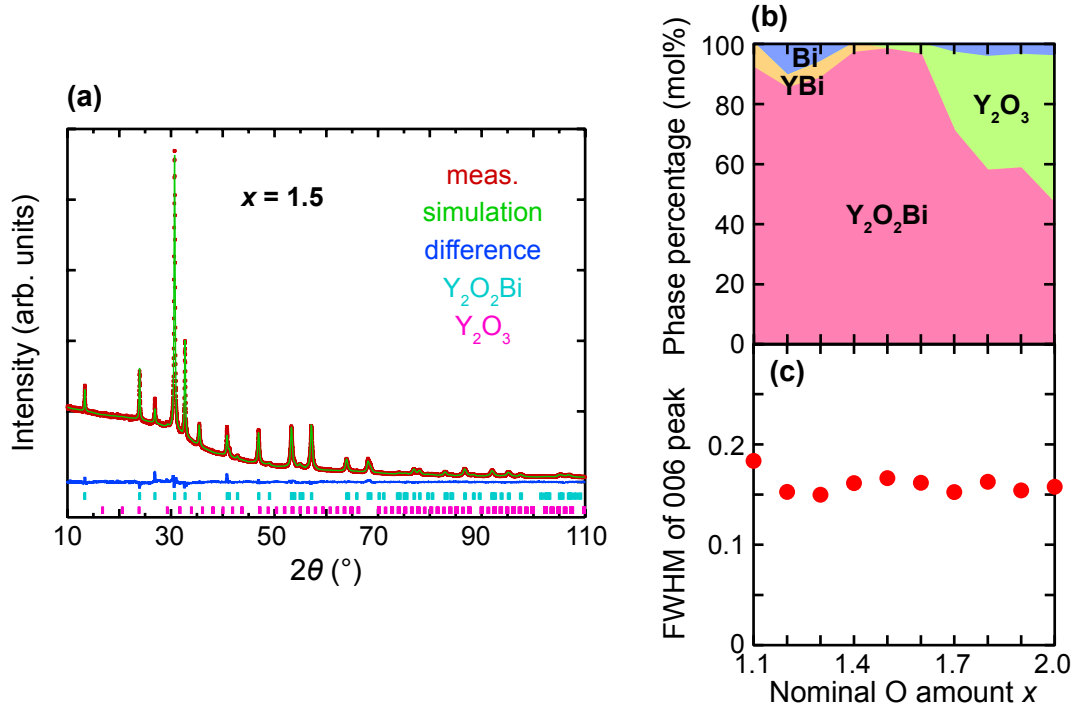 (a)
x = 1.5
meas.
simulation
difference
Y₂O₂Bi
Y₂O₃
Intensity (arb. units)
10 30 50 70 90 110
2θ (°)
(b)
Phase percentage (mol%)
100
80
60
40
20
0
Bi
YBi
Y₂O₃
Y₂O₂Bi
(c)
FWHM of 006 peak
0.2
0.1
0
1.1 1.4 1.7 2.0
Nominal O amount x